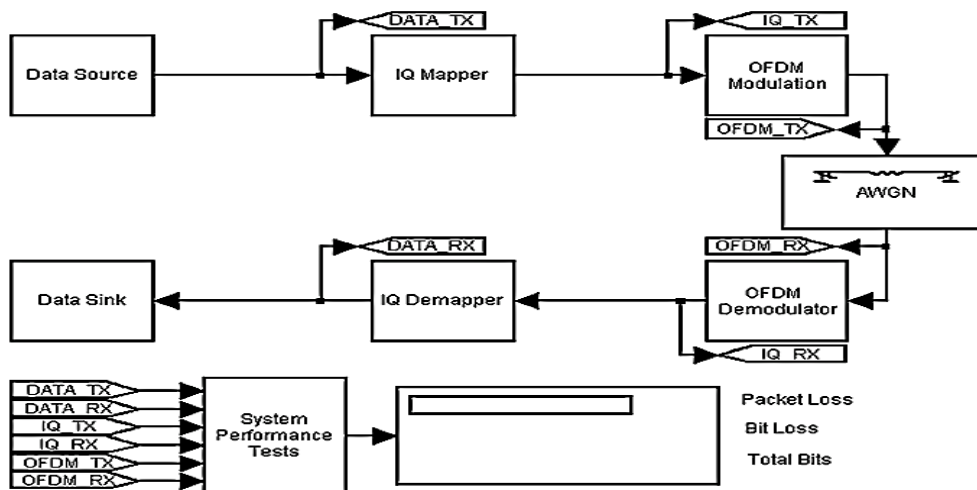 DATA_TX
IQ_TX
Data Source
IQ Mapper
OFDM
Modulation
OFDM_TX
AWGN
DATA_RX
OFDM_RX
Data Sink
IQ Demapper
OFDM
Demodulator
IQ_RX
DATA_TX
DATA_RX
IQ_TX
IQ_RX
OFDM_TX
OFDM_RX
System
Performance
Tests
Packet Loss
Bit Loss
Total Bits